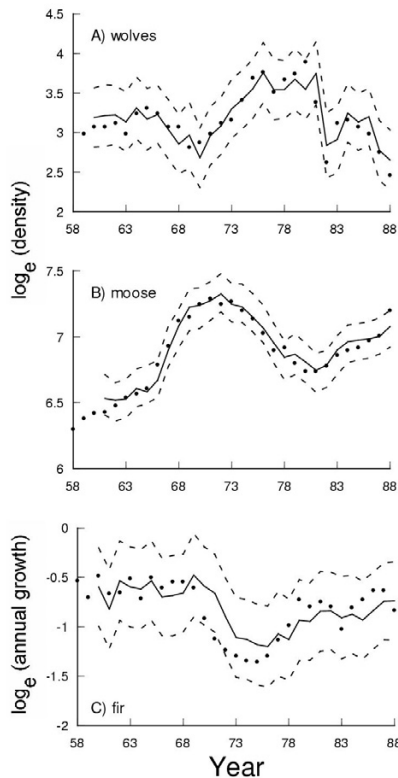 4.5
A) wolves
4
3.5
3
2.5
2
58 63 68 73 78 83 88
log e (density)
7.5
B) moose
7
6.5
6
58 63 68 73 78 83 88
0
-0.5
-1
-1.5
-2
C) fir
58 63 68 73 78 83 88
log e (annual growth)
Year